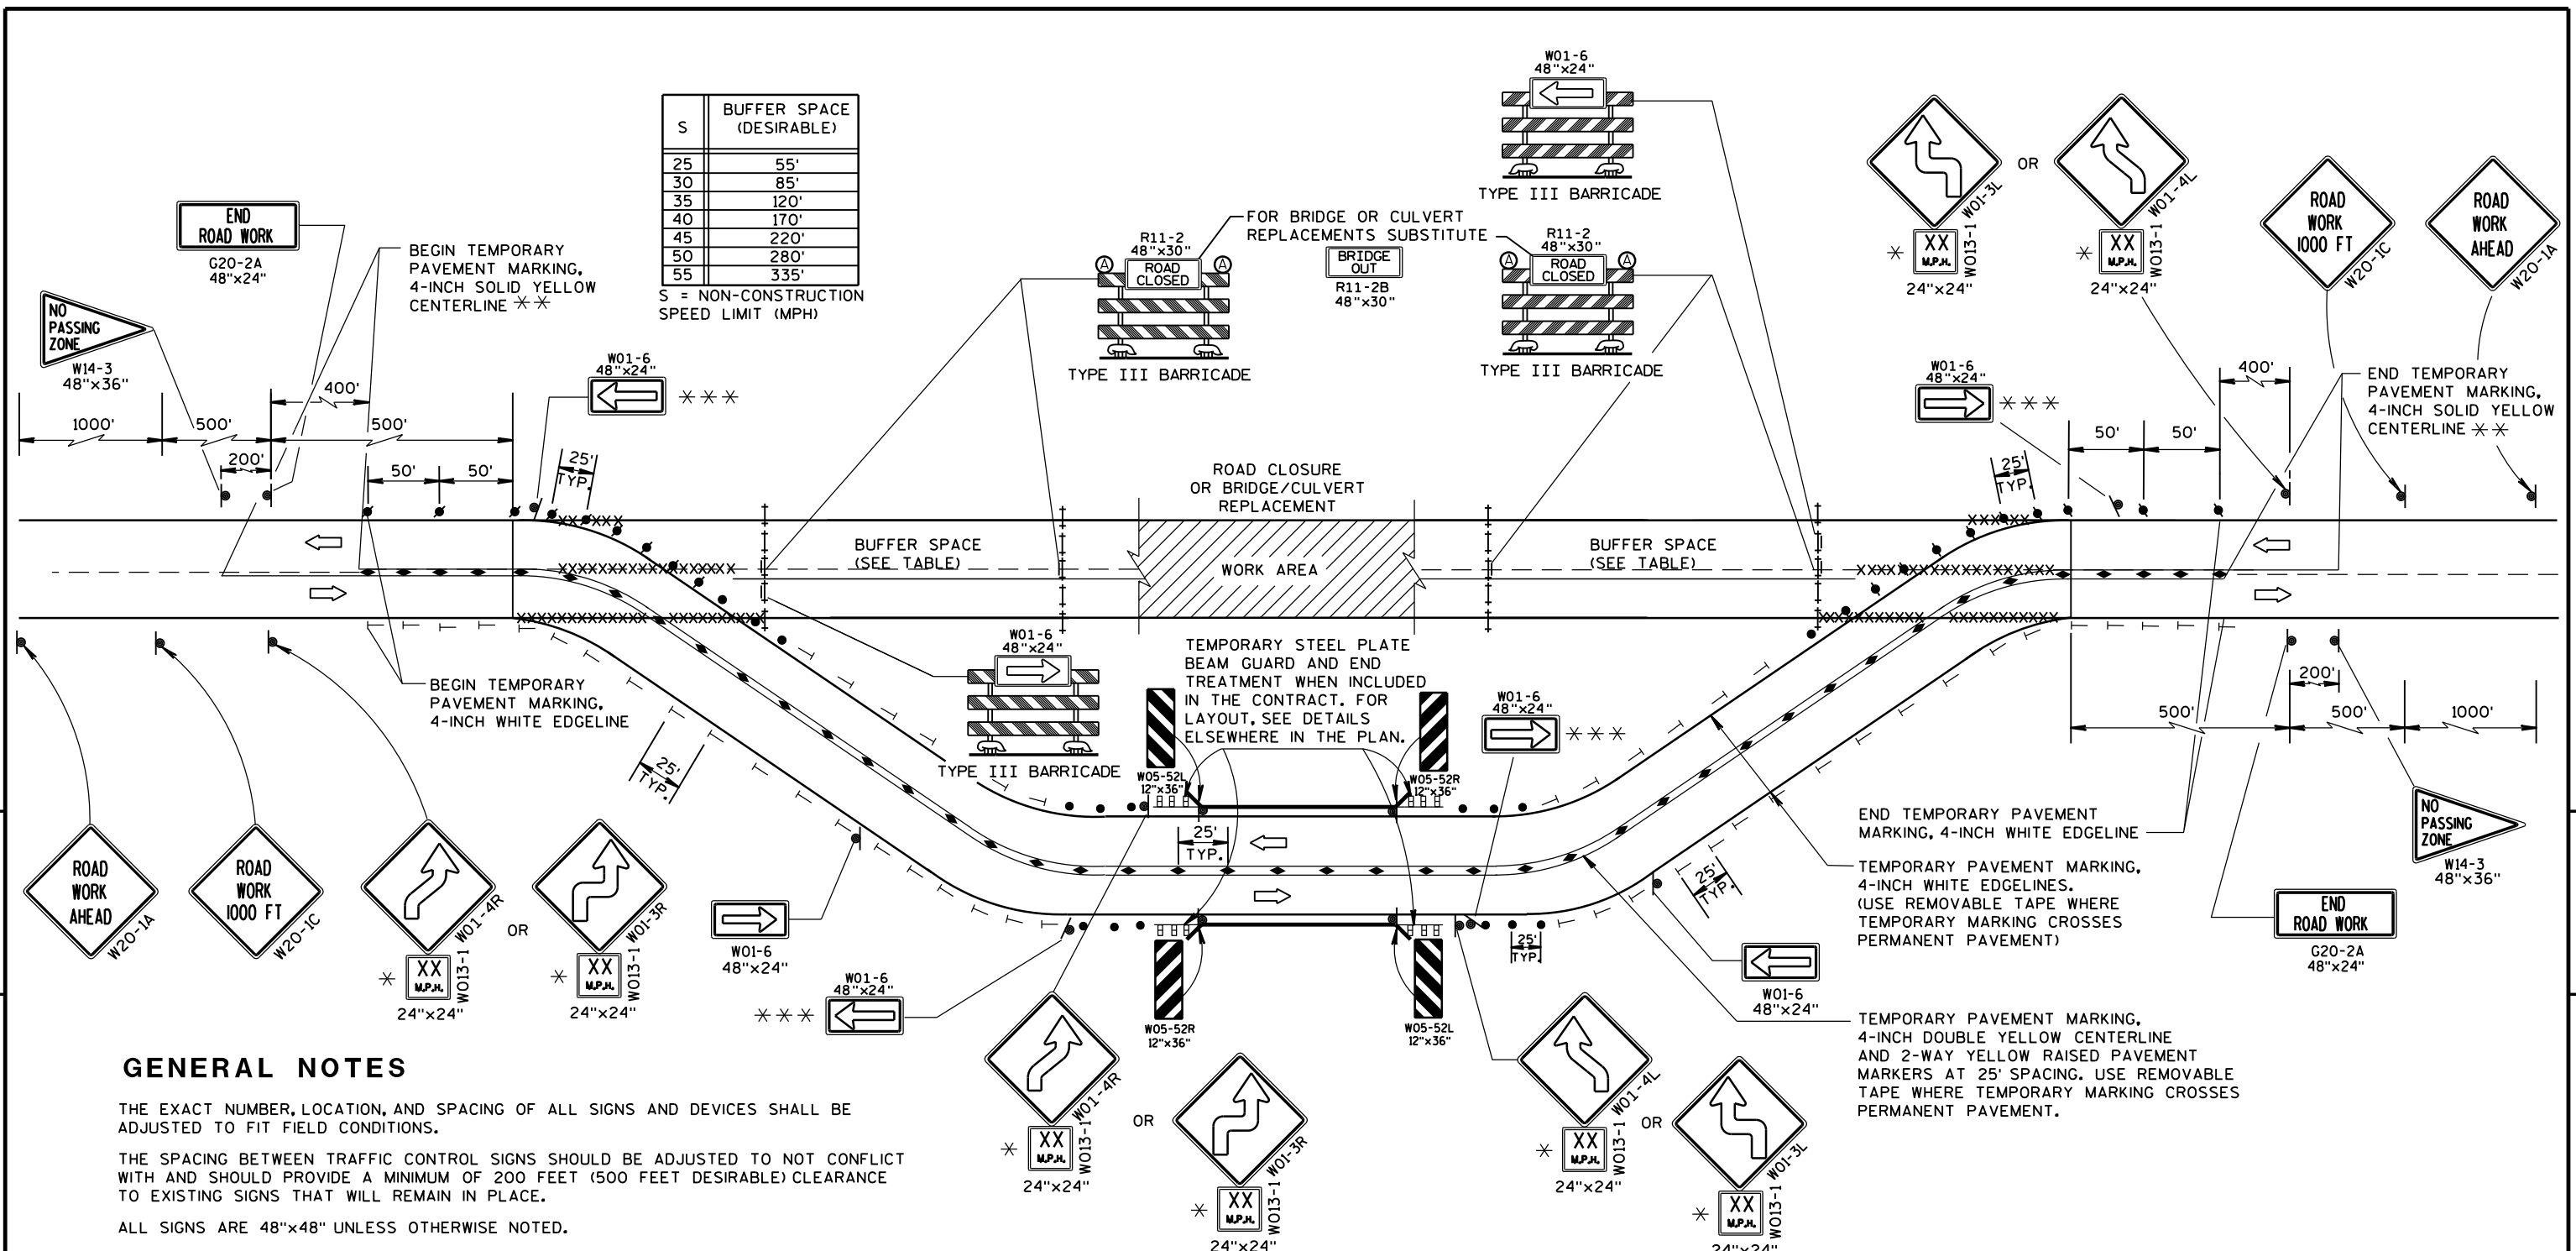 W01-6
48"x24"
TYPE III BARRICADE
S
BUFFER SPACE
(DESIRABLE)
25 55'
30 85'
35 120'
40 170'
45 220'
50 280'
55 335'
S = NON-CONSTRUCTION
SPEED LIMIT (MPH)
END
ROAD WORK
G20-2A
48"x24"
BEGIN TEMPORARY
PAVEMENT MARKING,
4-INCH SOLID YELLOW
CENTERLINE **
NO
PASSING
ZONE
W14-3
48"x36"
FOR BRIDGE OR CULVERT
REPLACEMENTS SUBSTITUTE
R11-2
48"x30"
A
ROAD
CLOSED
A
TYPE III BARRICADE
BRIDGE
OUT
R11-2B
48"x30"
R11-2
48"x30"
A
ROAD
CLOSED
A
TYPE III BARRICADE
W01-3L
OR
W01-4L
* XX
M.P.H.
W013-1
24"x24"
* XX
M.P.H.
W013-1
24"x24"
ROAD
WORK
1000 FT
W20-1C
ROAD
WORK
AHEAD
W20-1A
W01-6
48"x24"
***
W01-6
48"x24"
***
END TEMPORARY
PAVEMENT MARKING,
4-INCH SOLID YELLOW
CENTERLINE **
400'
1000'
500'
500'
200'
50'
50'
25'
TYP.
400'
50'
50'
25'
TYP.
ROAD CLOSURE
OR BRIDGE/CULVERT
REPLACEMENT
BUFFER SPACE
(SEE TABLE)
WORK AREA
BUFFER SPACE
(SEE TABLE)
W01-6
48"x24"
TYPE III BARRICADE
TEMPORARY STEEL PLATE
BEAM GUARD AND END
TREATMENT WHEN INCLUDED
IN THE CONTRACT. FOR
LAYOUT, SEE DETAILS
ELSEWHERE IN THE PLAN.
BEGIN TEMPORARY
PAVEMENT MARKING,
4-INCH WHITE EDGELINE
25'
TYP.
W05-52L
12"x36"
W05-52R
12"x36"
W01-6
48"x24"
***
200'
500'
500'
1000'
25'
TYP.
25'
TYP.
25'
TYP.
END TEMPORARY PAVEMENT
MARKING, 4-INCH WHITE EDGELINE
TEMPORARY PAVEMENT MARKING,
4-INCH WHITE EDGELINES.
(USE REMOVABLE TAPE WHERE
TEMPORARY MARKING CROSSES
PERMANENT PAVEMENT)
NO
PASSING
ZONE
W14-3
48"x36"
END
ROAD WORK
G20-2A
48"x24"
ROAD
WORK
AHEAD
W20-1A
ROAD
WORK
1000 FT
W20-1C
W01-4R
OR
W01-3R
* XX
M.P.H.
W013-1
24"x24"
* XX
M.P.H.
W013-1
24"x24"
W01-6
48"x24"
W01-6
48"x24"
***
W05-52R
12"x36"
W05-52L
12"x36"
W01-6
48"x24"
TEMPORARY PAVEMENT MARKING,
4-INCH DOUBLE YELLOW CENTERLINE
AND 2-WAY YELLOW RAISED PAVEMENT
MARKERS AT 25' SPACING. USE REMOVABLE
TAPE WHERE TEMPORARY MARKING CROSSES
PERMANENT PAVEMENT.
W01-4R
OR
W01-3R
* XX
M.P.H.
W013-1
24"x24"
* XX
M.P.H.
W013-1
24"x24"
W01-4L
OR
W01-3L
* XX
M.P.H.
W013-1
24"x24"
* XX
M.P.H.
W013-1
24"x24"
GENERAL NOTES
THE EXACT NUMBER, LOCATION, AND SPACING OF ALL SIGNS AND DEVICES SHALL BE
ADJUSTED TO FIT FIELD CONDITIONS.
THE SPACING BETWEEN TRAFFIC CONTROL SIGNS SHOULD BE ADJUSTED TO NOT CONFLICT
WITH AND SHOULD PROVIDE A MINIMUM OF 200 FEET (500 FEET DESIRABLE) CLEARANCE
TO EXISTING SIGNS THAT WILL REMAIN IN PLACE.
ALL SIGNS ARE 48"x48" UNLESS OTHERWISE NOTED.